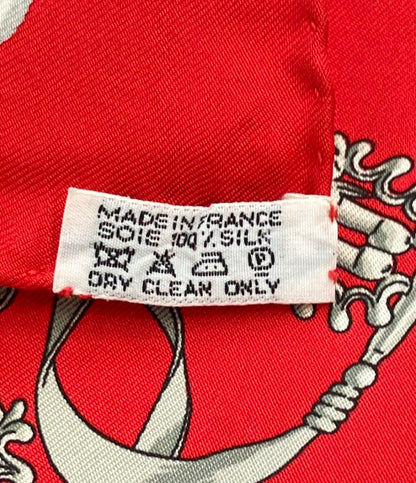 MADE IN FRANCE
SOIE 100 % SILK
P
DRY CLEAN ONLY